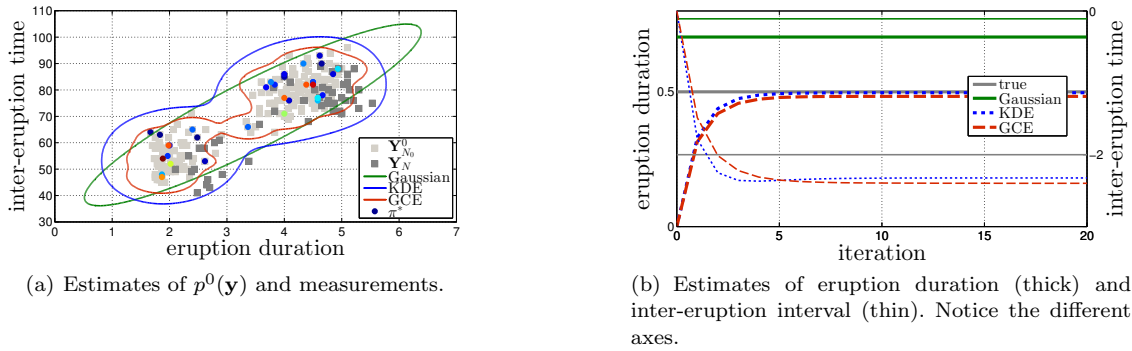 inter-eruption time
110
100
90
80
70
60
50
40
30
0
1
2
3
4
5
6
7
eruption duration
Y⁰_{N₀}
Y_N
Gaussian
KDE
GCE
π*
(a) Estimates of p⁰(y) and measurements.
eruption duration
0.5
0
0
5
10
15
20
iteration
0
−2
inter-eruption time
true
Gaussian
KDE
GCE
(b) Estimates of eruption duration (thick) and
inter-eruption interval (thin). Notice the different
axes.